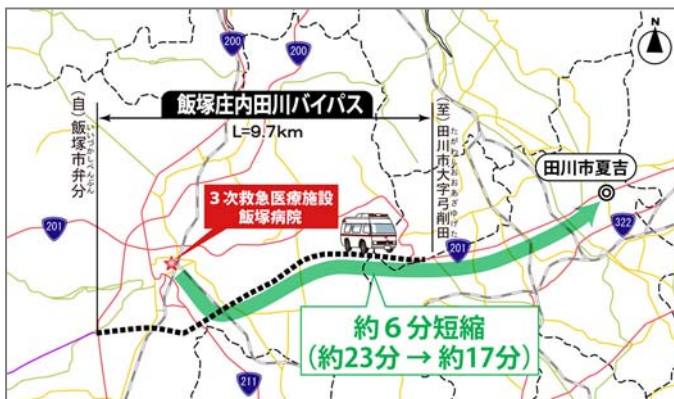 200
200
N
飯塚庄内田川バイパス
L=9.7km
(自)飯塚市弁分
いいづかしべんぶん
(至)田川市大字弓削田
たがわしおおあざゆげた
田川市夏吉
3次救急医療施設
飯塚病院
201
322
201
約6分短縮
(約23分 → 約17分)
211